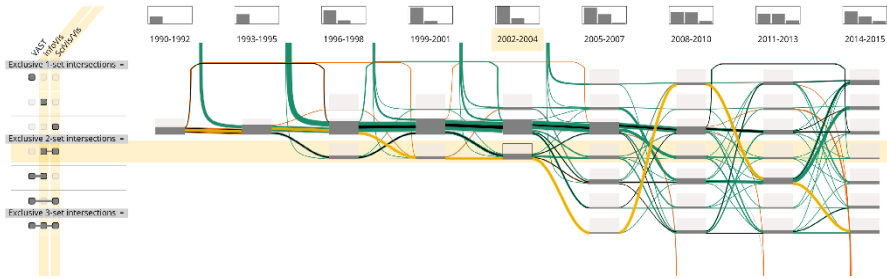 1990-1992 1993-1995 1996-1998 1999-2001 2002-2004 2005-2007 2008-2010 2011-2013 2014-2015
VAST InfoVis SciVis/Vis
Exclusive 1-set intersections -
Exclusive 2-set intersections -
Exclusive 3-set intersections -